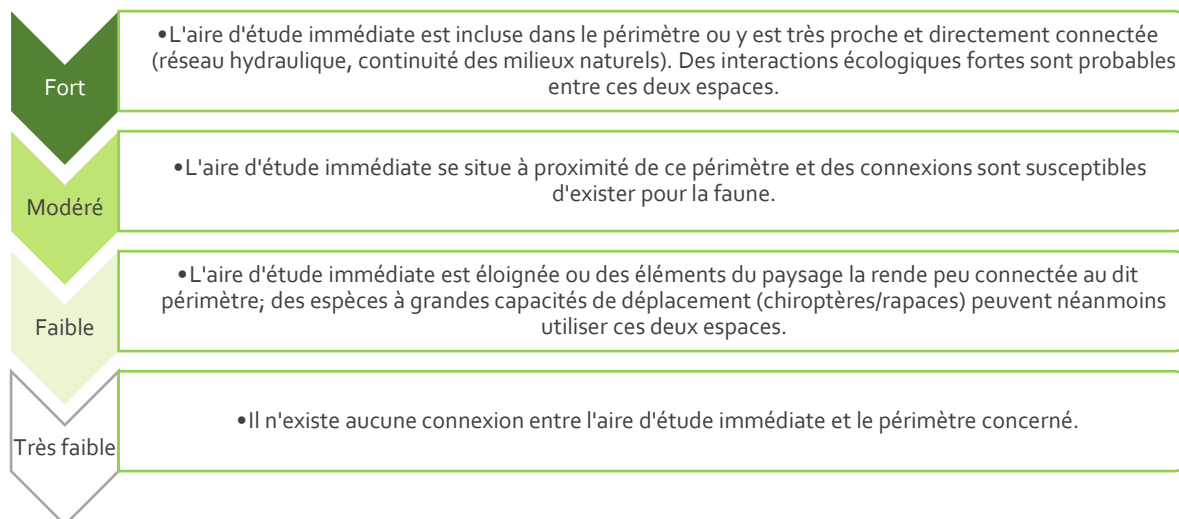 Fort
•L'aire d'étude immédiate est incluse dans le périmètre ou y est très proche et directement connectée
(réseau hydraulique, continuité des milieux naturels). Des interactions écologiques fortes sont probables
entre ces deux espaces.
Modéré
•L'aire d'étude immédiate se situe à proximité de ce périmètre et des connexions sont susceptibles
d'exister pour la faune.
Faible
•L'aire d'étude immédiate est éloignée ou des éléments du paysage la rende peu connectée au dit
périmètre; des espèces à grandes capacités de déplacement (chiroptères/rapaces) peuvent néanmoins
utiliser ces deux espaces.
Très faible
•Il n'existe aucune connexion entre l'aire d'étude immédiate et le périmètre concerné.